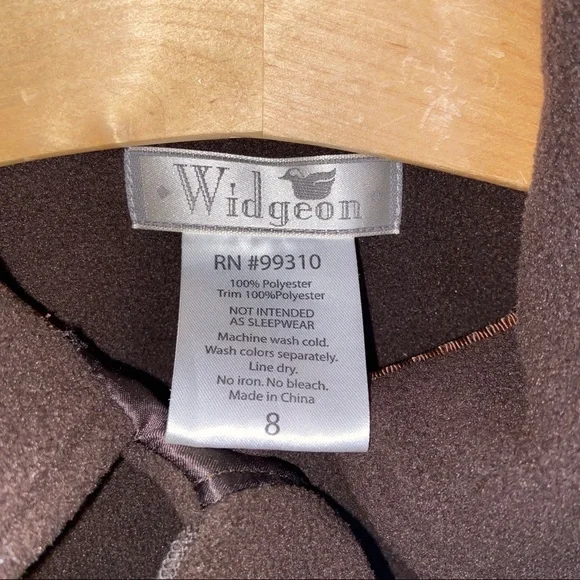 Widgeon
RN #99310
100% Polyester
Trim 100%Polyester
NOT INTENDED
AS SLEEPWEAR
Machine wash cold.
Wash colors separately.
Line dry.
No iron. No bleach.
Made in China
8